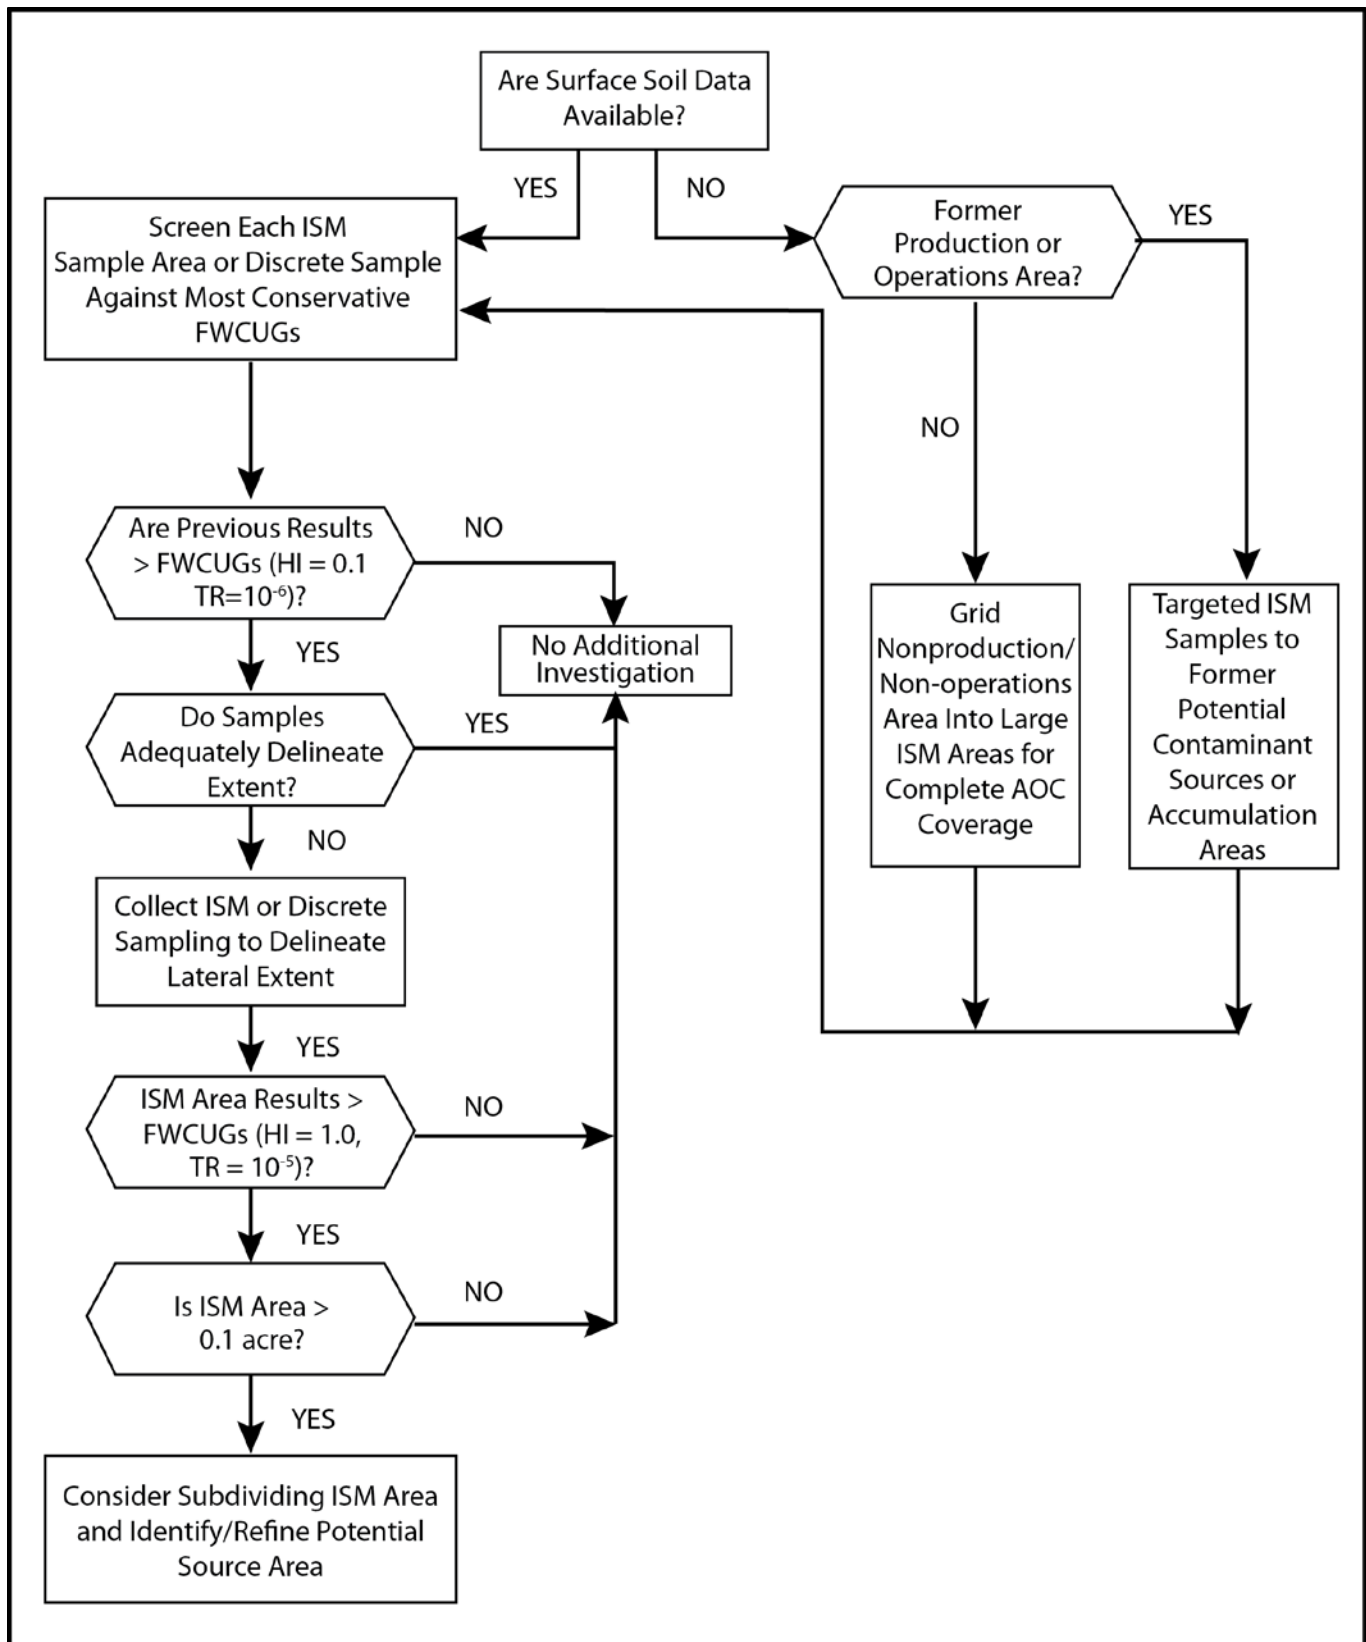 Are Surface Soil Data
Available?
YES
NO
Screen Each ISM
Sample Area or Discrete Sample
Against Most Conservative
FWCUGs
Former
Production or
Operations Area?
YES
NO
Are Previous Results
> FWCUGs (HI = 0.1
TR=10⁻⁶)?
NO
YES
No Additional
Investigation
Grid
Nonproduction/
Non-operations
Area Into Large
ISM Areas for
Complete AOC
Coverage
Targeted ISM
Samples to
Former
Potential
Contaminant
Sources or
Accumulation
Areas
Do Samples
Adequately Delineate
Extent?
YES
NO
Collect ISM or Discrete
Sampling to Delineate
Lateral Extent
YES
ISM Area Results >
FWCUGs (HI = 1.0,
TR = 10⁻⁵)?
NO
YES
Is ISM Area >
0.1 acre?
NO
YES
Consider Subdividing ISM Area
and Identify/Refine Potential
Source Area